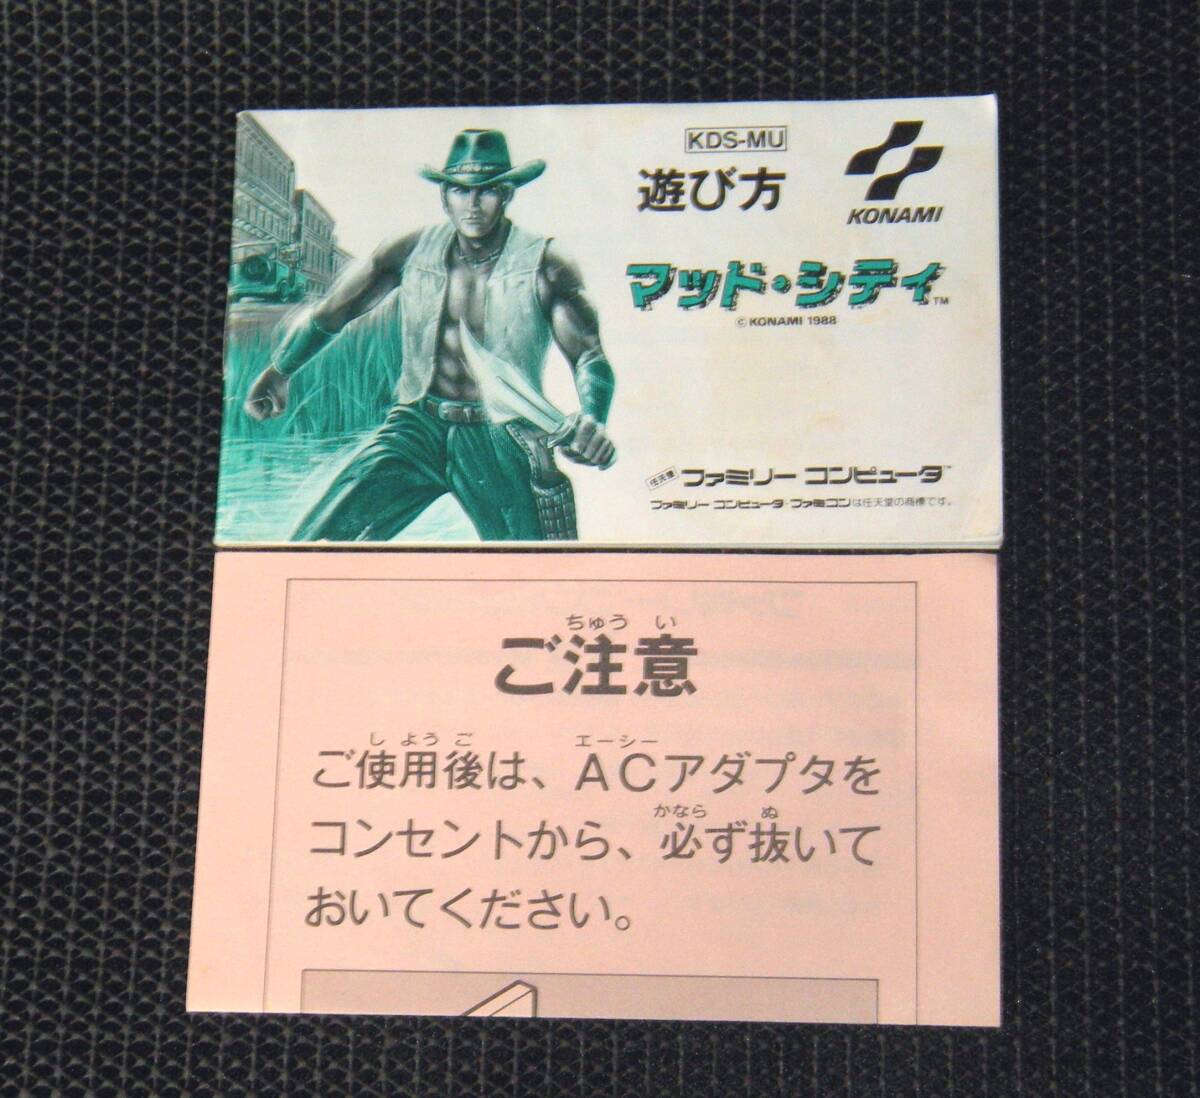 KDS-MU
遊び方
KONAMI
マッド・シティ™
© KONAMI 1988
任天堂 ファミリー コンピュータ™
ファミリー コンピュータ・ファミコンは任天堂の商標です。
ちゅう い
ご注意
し よう ご エーシー
ご使用後は、ACアダプタを
かなら ぬ
コンセントから、必ず抜いて
おいてください。